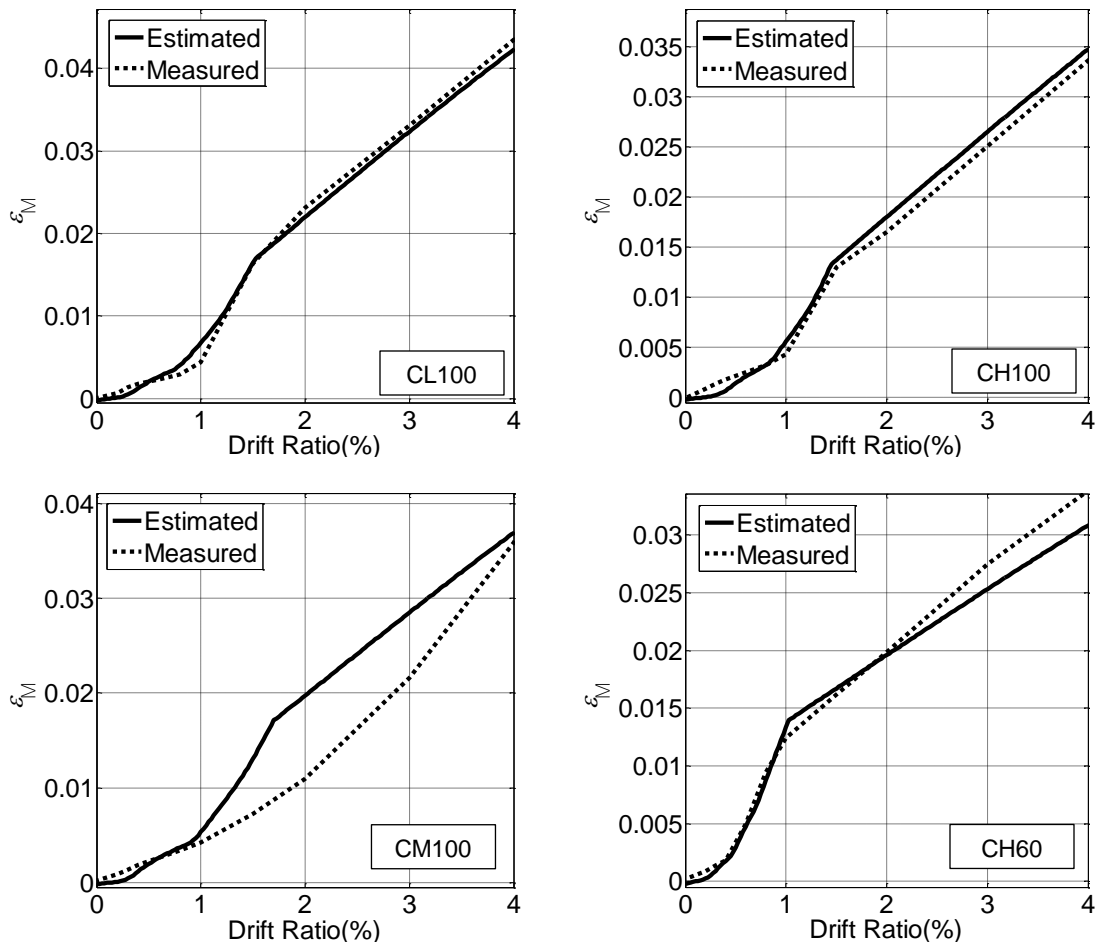 Estimated
Measured
0.04
0.03
0.02
0.01
0
ε_M
CL100
0 1 2 3 4
Drift Ratio(%)
Estimated
Measured
0.035
0.03
0.025
0.02
0.015
0.01
0.005
0
ε_M
CH100
0 1 2 3 4
Drift Ratio(%)
Estimated
Measured
0.04
0.03
0.02
0.01
0
ε_M
CM100
0 1 2 3 4
Drift Ratio(%)
Estimated
Measured
0.03
0.025
0.02
0.015
0.01
0.005
0
ε_M
CH60
0 1 2 3 4
Drift Ratio(%)